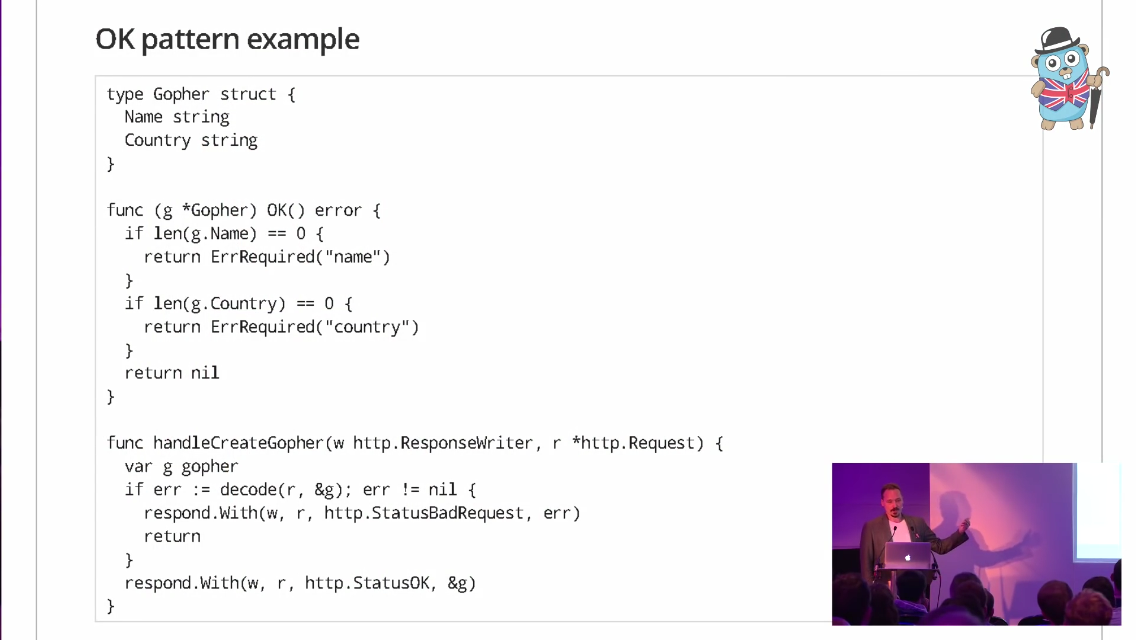 OK pattern example
type Gopher struct {
  Name string
  Country string
}

func (g *Gopher) OK() error {
  if len(g.Name) == 0 {
    return ErrRequired("name")
  }
  if len(g.Country) == 0 {
    return ErrRequired("country")
  }
  return nil
}

func handleCreateGopher(w http.ResponseWriter, r *http.Request) {
  var g gopher
  if err := decode(r, &g); err != nil {
    respond.With(w, r, http.StatusBadRequest, err)
    return
  }
  respond.With(w, r, http.StatusOK, &g)
}